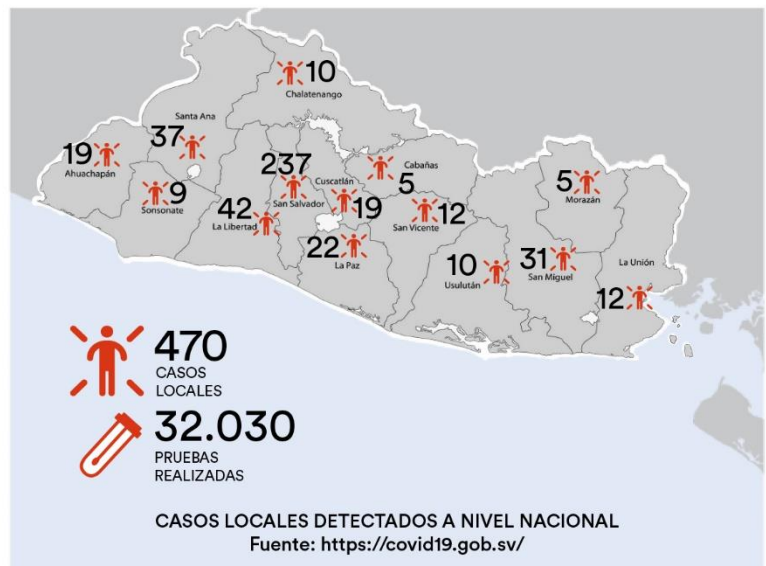 10
Chalatenango
Santa Ana
37
19
Ahuachapán
9
Sonsonate
237
San Salvador
Cuscatlán
19
42
La Libertad
Cabañas
5
12
San Vicente
22
La Paz
5
Morazán
10
Usulután
31
San Miguel
La Unión
12
470
CASOS
LOCALES
32.030
PRUEBAS
REALIZADAS
CASOS LOCALES DETECTADOS A NIVEL NACIONAL
Fuente: https://covid19.gob.sv/